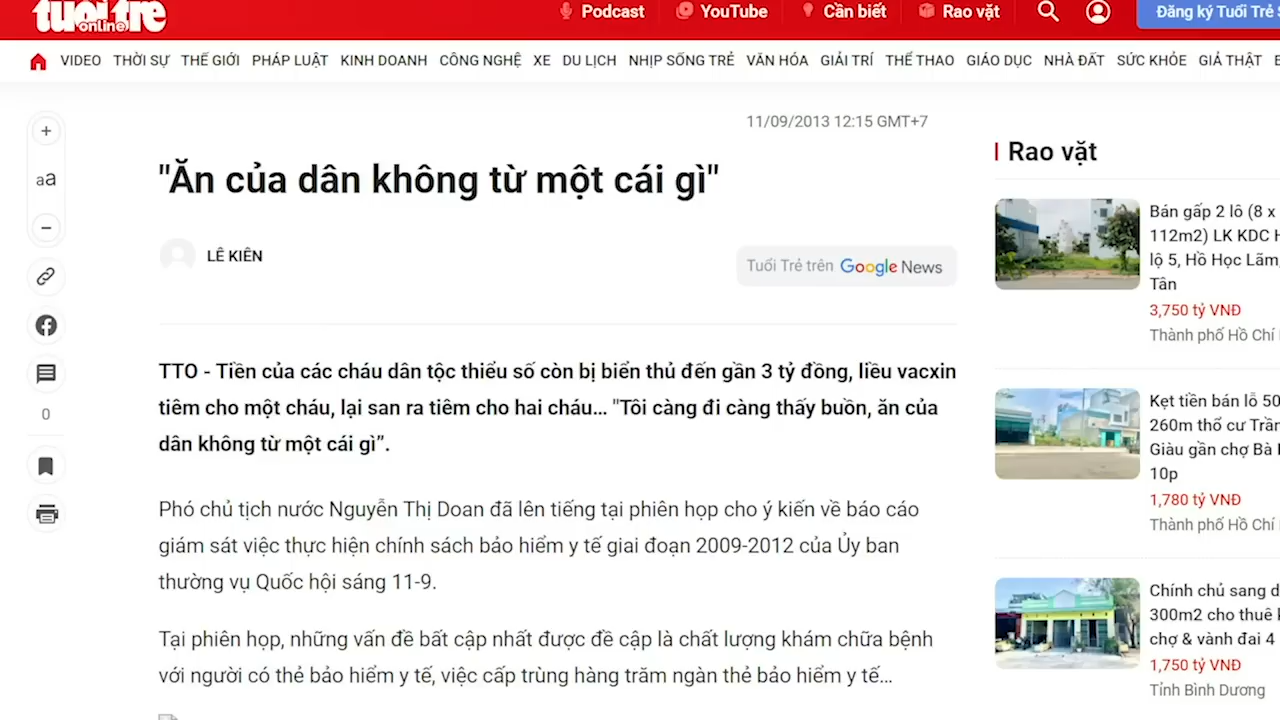 tuổi trẻ online
Podcast YouTube Cần biết Rao vặt
Đăng ký Tuổi Trẻ
VIDEO THỜI SỰ THẾ GIỚI PHÁP LUẬT KINH DOANH CÔNG NGHỆ XE DU LỊCH NHỊP SỐNG TRẺ VĂN HÓA GIẢI TRÍ THỂ THAO GIÁO DỤC NHÀ ĐẤT SỨC KHỎE GIẢ THẬT
11/09/2013 12:15 GMT+7
"Ăn của dân không từ một cái gì"
LÊ KIÊN
Tuổi Trẻ trên Google News
aa
0
TTO - Tiền của các cháu dân tộc thiểu số còn bị biển thủ đến gần 3 tỷ đồng, liều vacxin
tiêm cho một cháu, lại san ra tiêm cho hai cháu... "Tôi càng đi càng thấy buồn, ăn của
dân không từ một cái gì”.
Phó chủ tịch nước Nguyễn Thị Doan đã lên tiếng tại phiên họp cho ý kiến về báo cáo
giám sát việc thực hiện chính sách bảo hiểm y tế giai đoạn 2009-2012 của Ủy ban
thường vụ Quốc hội sáng 11-9.
Tại phiên họp, những vấn đề bất cập nhất được đề cập là chất lượng khám chữa bệnh
với người có thẻ bảo hiểm y tế, việc cấp trùng hàng trăm ngàn thẻ bảo hiểm y tế…
Rao vặt
Bán gấp 2 lô (8 x
112m2) LK KDC
lộ 5, Hồ Học Lãm,
Tân
3,750 tỷ VNĐ
Thành phố Hồ Chí
Kẹt tiền bán lỗ 50
260m thổ cư Trần
Giàu gần chợ Bà
10p
1,780 tỷ VNĐ
Thành phố Hồ Chí
Chính chủ sang
300m2 cho thuê
chợ & vành đai 4
1,750 tỷ VNĐ
Tỉnh Bình Dương